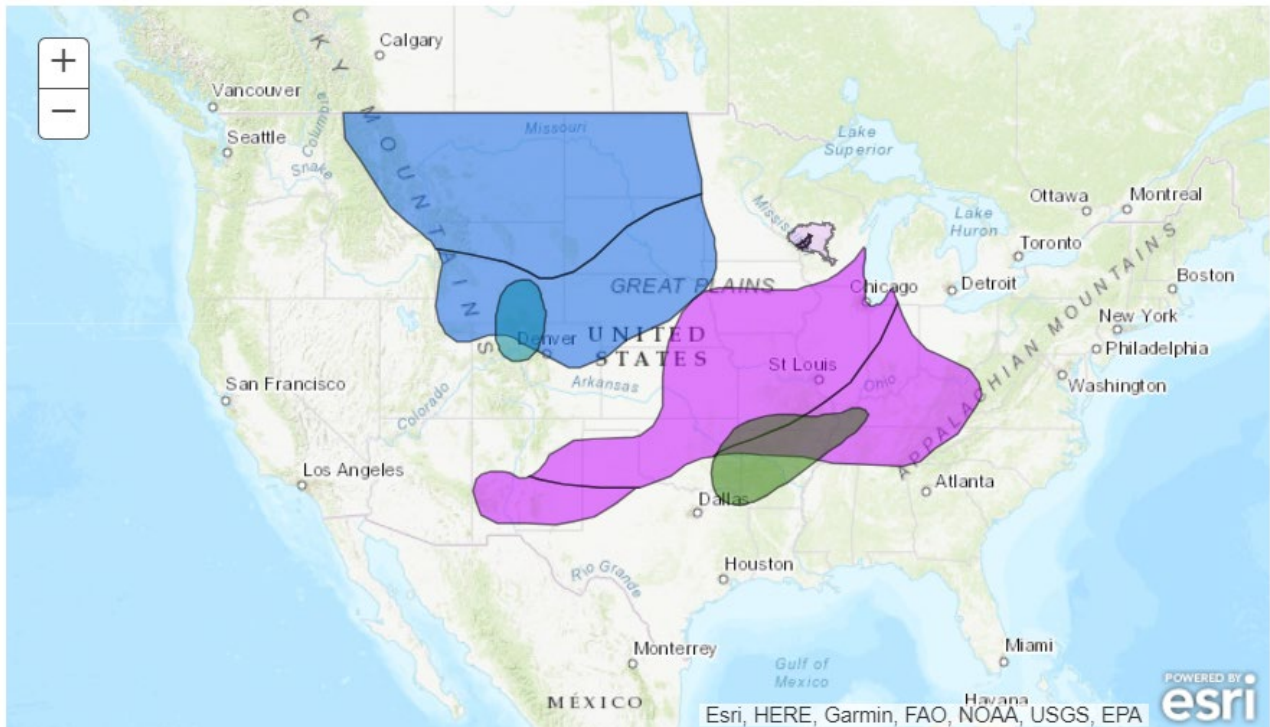 +
−
Calgary
Vancouver
Seattle
Columbia
Snake
ROCKY MOUNTAINS
Missouri
Lake
Superior
Mississ
Ottawa
Montreal
Lake
Huron
Toronto
Boston
Detroit
Chicago
New York
Philadelphia
Washington
GREAT PLAINS
UNITED
STATES
Denver
St Louis
Ohio
Arkansas
Colorado
San Francisco
Los Angeles
APPALACHIAN MOUNTAINS
Atlanta
Dallas
Houston
Rio Grande
Monterrey
Miami
Gulf of
Mexico
Havana
MÉXICO
Esri, HERE, Garmin, FAO, NOAA, USGS, EPA
POWERED BY
esri